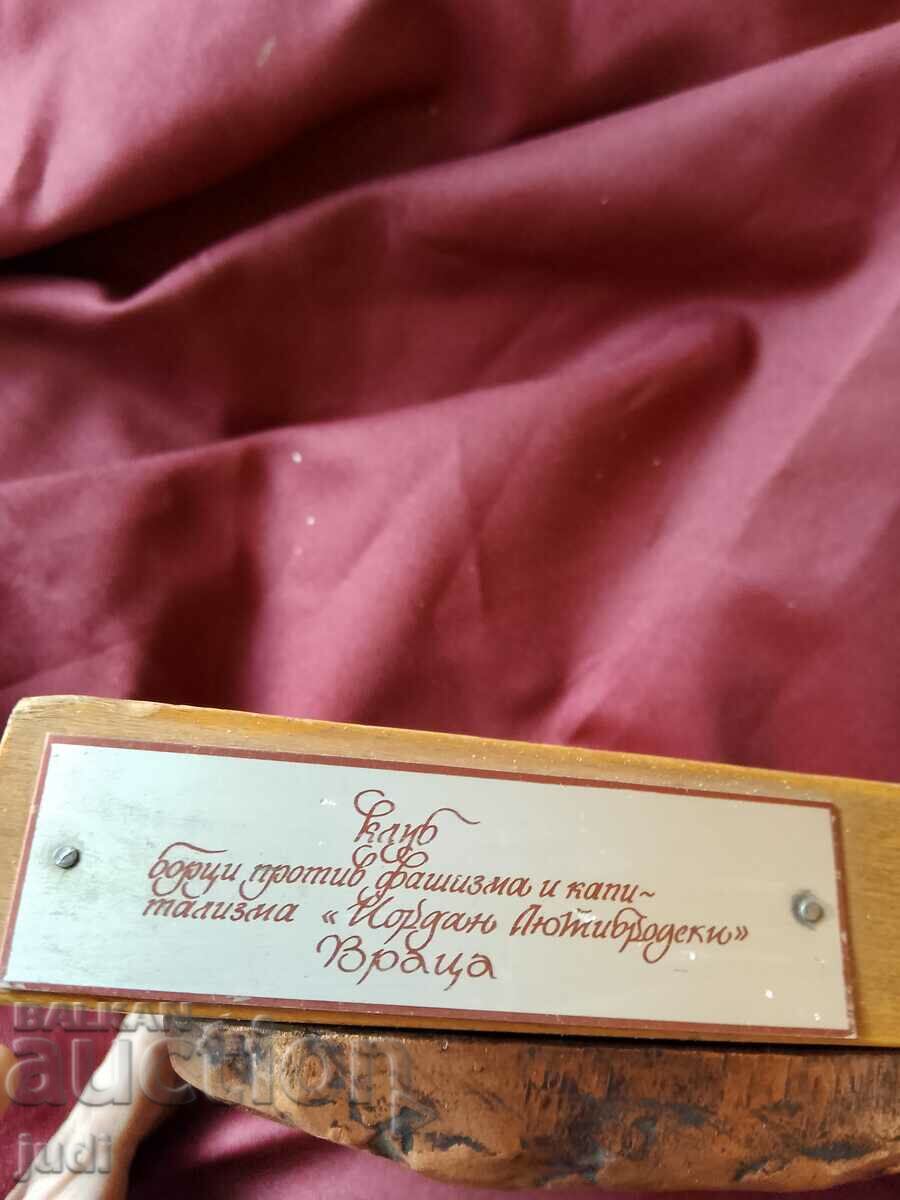 Клуб
борци против фашизма и капи~
тализма «Йордан Лютибродски»
Враца
BALKAN
auction
judi